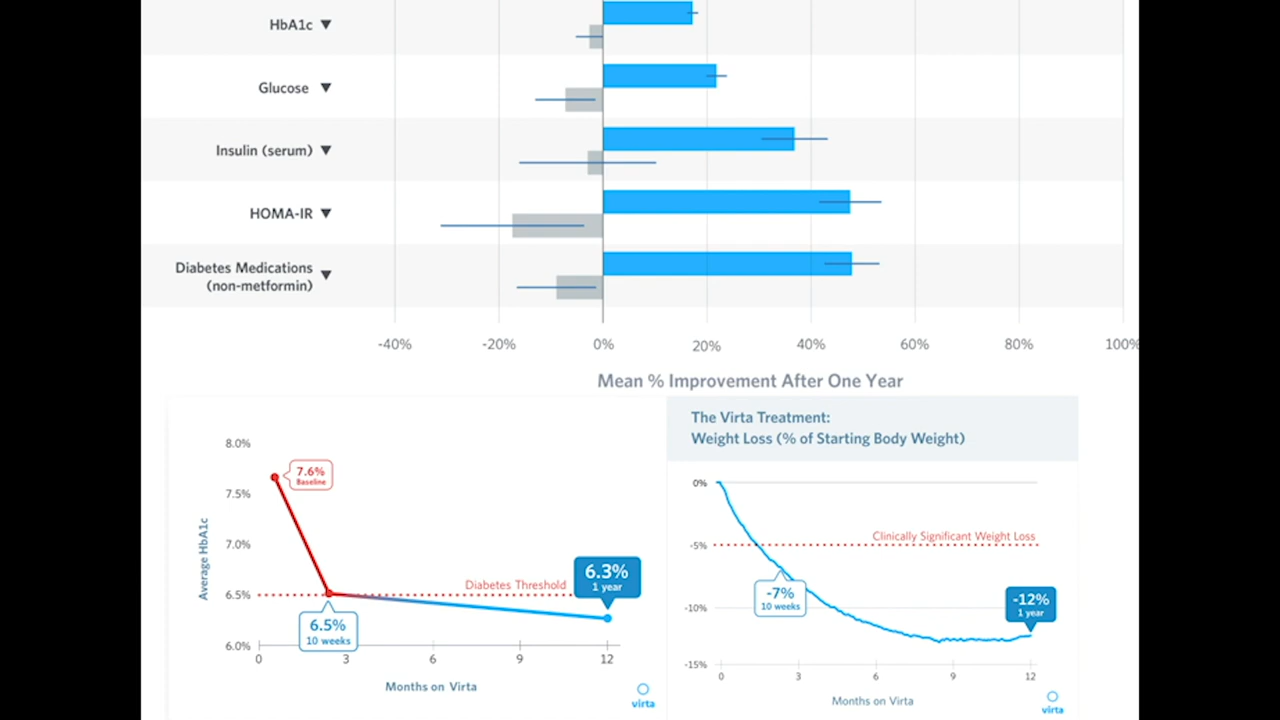 HbA1c ▼
Glucose ▼
Insulin (serum) ▼
HOMA-IR ▼
Diabetes Medications ▼
(non-metformin)
-40% -20% 0% 20% 40% 60% 80% 100%
Mean % Improvement After One Year
8.0%
7.5%
7.0%
6.5%
6.0%
Average HbA1c
7.6%
Baseline
Diabetes Threshold
6.3%
1 year
6.5%
10 weeks
0 3 6 9 12
Months on Virta
virta
The Virta Treatment:
Weight Loss (% of Starting Body Weight)
0%
-5%
-10%
-15%
Clinically Significant Weight Loss
-7%
10 weeks
-12%
1 year
0 3 6 9 12
Months on Virta
virta